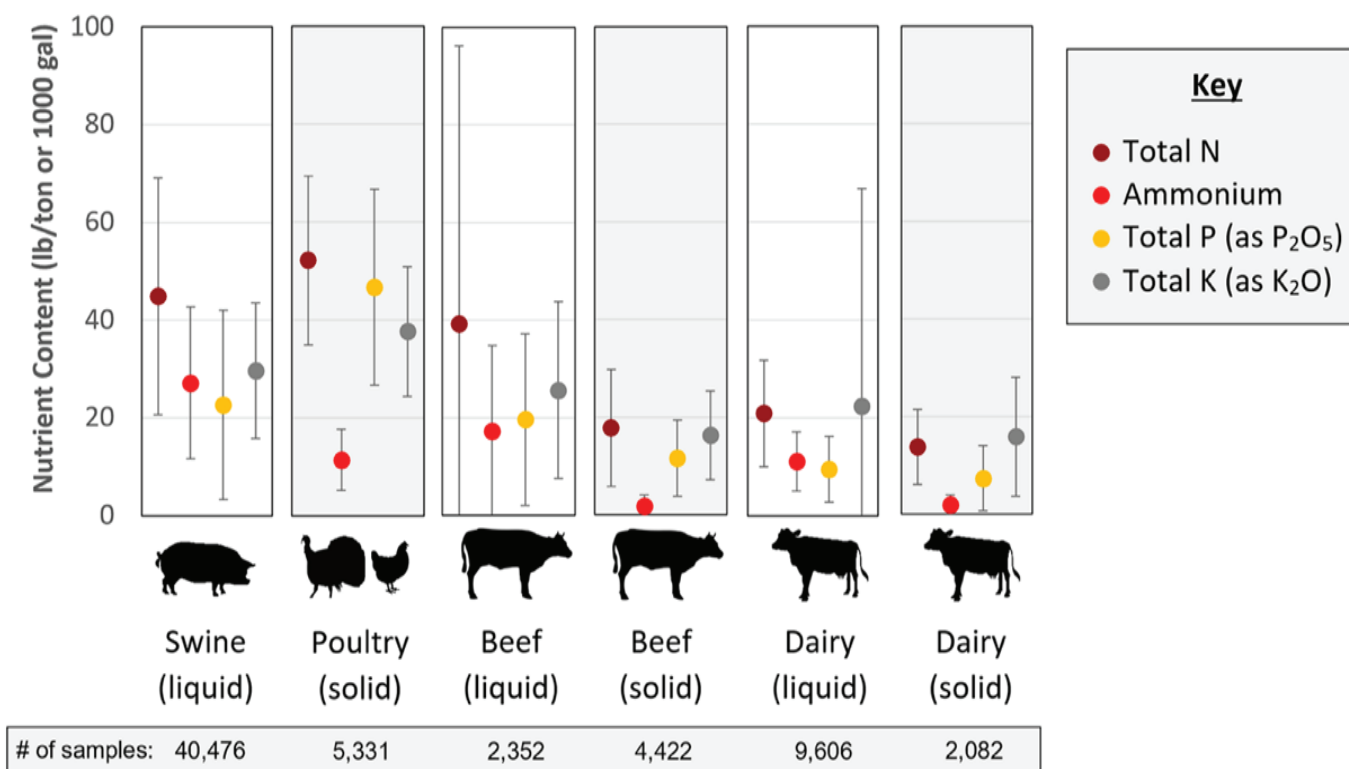 Nutrient Content (lb/ton or 1000 gal)
100
80
60
40
20
0
Key
Total N
Ammonium
Total P (as P₂O₅)
Total K (as K₂O)
Swine
(liquid)
Poultry
(solid)
Beef
(liquid)
Beef
(solid)
Dairy
(liquid)
Dairy
(solid)
# of samples: 40,476 5,331 2,352 4,422 9,606 2,082